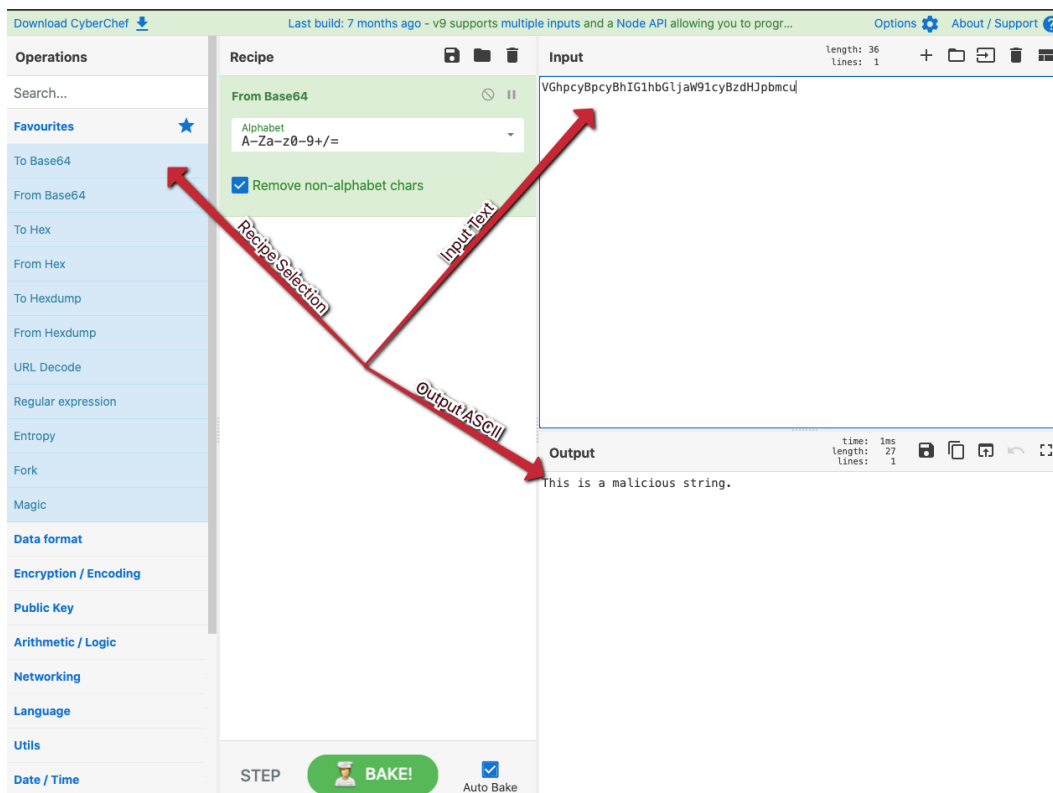 Download CyberChef
Last build: 7 months ago - v9 supports multiple inputs and a Node API allowing you to progr...
Options
About / Support
Operations
Search...
Favourites
To Base64
From Base64
To Hex
From Hex
To Hexdump
From Hexdump
URL Decode
Regular expression
Entropy
Fork
Magic
Data format
Encryption / Encoding
Public Key
Arithmetic / Logic
Networking
Language
Utils
Date / Time
Recipe
From Base64
Alphabet
A-Za-z0-9+/=
Remove non-alphabet chars
STEP
BAKE!
Auto Bake
Input
length: 36
lines: 1
VGhpcyBpcyBhIG1hbGljaW91cyBzdHJpbmcu
Recipe Selection
Input Text
Output ASCII
Output
time: 1ms
length: 27
lines: 1
This is a malicious string.